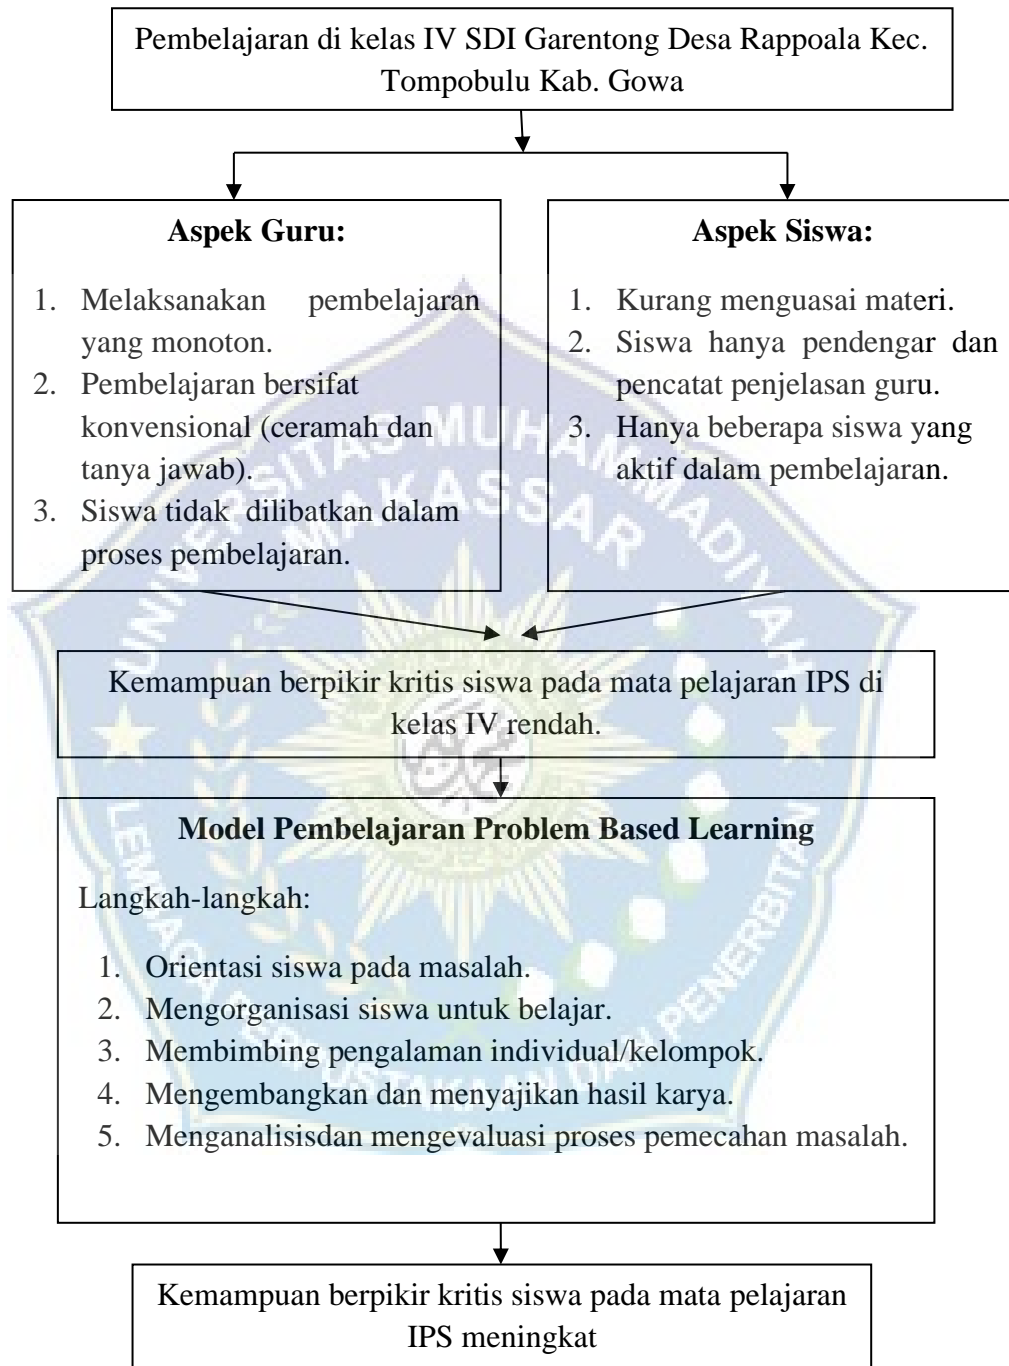 Pembelajaran di kelas IV SDI Garentong Desa Rappoala Kec.
Tompobulu Kab. Gowa
Aspek Guru:
1. Melaksanakan pembelajaran
yang monoton.
2. Pembelajaran bersifat
konvensional (ceramah dan
tanya jawab).
3. Siswa tidak dilibatkan dalam
proses pembelajaran.
Aspek Siswa:
1. Kurang menguasai materi.
2. Siswa hanya pendengar dan
pencatat penjelasan guru.
3. Hanya beberapa siswa yang
aktif dalam pembelajaran.
Kemampuan berpikir kritis siswa pada mata pelajaran IPS di
kelas IV rendah.
Model Pembelajaran Problem Based Learning
Langkah-langkah:
1. Orientasi siswa pada masalah.
2. Mengorganisasi siswa untuk belajar.
3. Membimbing pengalaman individual/kelompok.
4. Mengembangkan dan menyajikan hasil karya.
5. Menganalisisdan mengevaluasi proses pemecahan masalah.
Kemampuan berpikir kritis siswa pada mata pelajaran
IPS meningkat
UNIVERSITAS MUHAMMADIYAH
MAKASSAR
DAN PENERBITAN